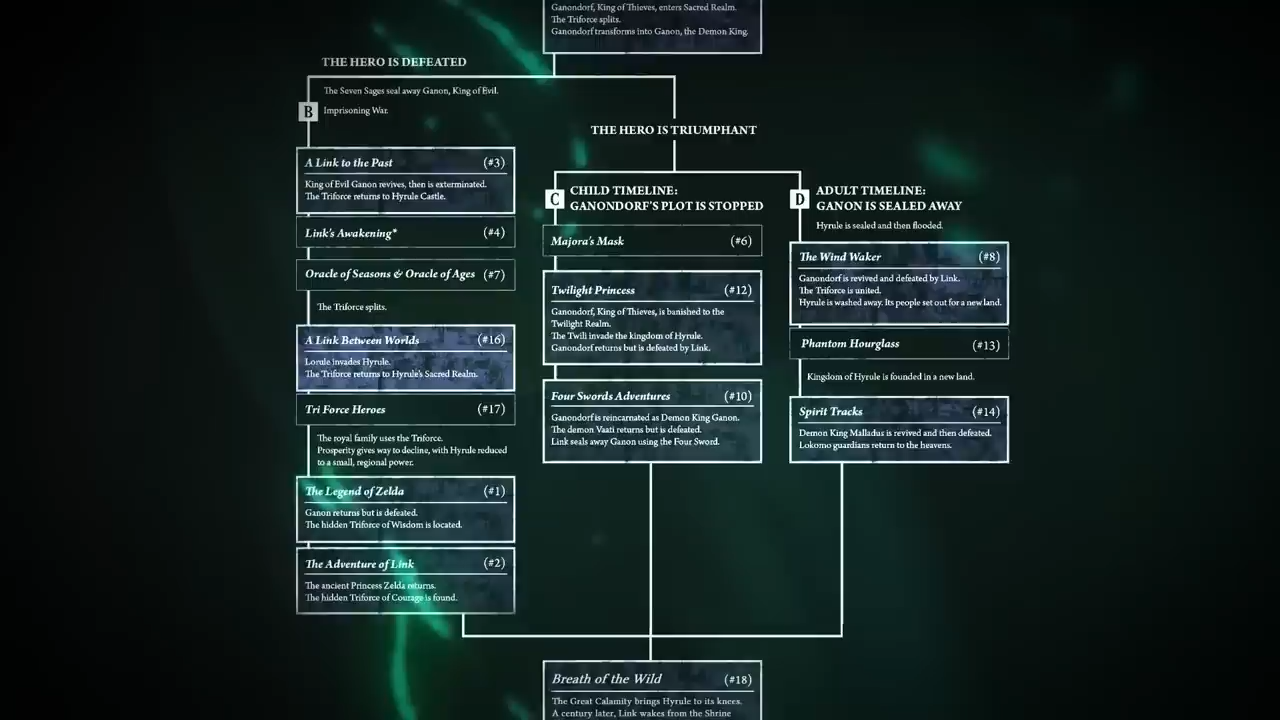 Ganondorf, King of Thieves, enters Sacred Realm.
The Triforce splits.
Ganondorf transforms into Ganon, the Demon King.
THE HERO IS DEFEATED
The Seven Sages seal away Ganon, King of Evil.
B
Imprisoning War.
A Link to the Past (#3)
King of Evil Ganon revives, then is exterminated.
The Triforce returns to Hyrule Castle.
Link's Awakening* (#4)
Oracle of Seasons & Oracle of Ages (#7)
The Triforce splits.
A Link Between Worlds (#16)
Lorule invades Hyrule.
The Triforce returns to Hyrule's Sacred Realm.
Tri Force Heroes (#17)
The royal family uses the Triforce.
Prosperity gives way to decline, with Hyrule reduced
to a small, regional power.
The Legend of Zelda (#1)
Ganon returns but is defeated.
The hidden Triforce of Wisdom is located.
The Adventure of Link (#2)
The ancient Princess Zelda returns.
The hidden Triforce of Courage is found.
THE HERO IS TRIUMPHANT
C
CHILD TIMELINE:
GANONDORF'S PLOT IS STOPPED
Majora's Mask (#6)
Twilight Princess (#12)
Ganondorf, King of Thieves, is banished to the
Twilight Realm.
The Twili invade the kingdom of Hyrule.
Ganondorf returns but is defeated by Link.
Four Swords Adventures (#10)
Ganondorf is reincarnated as Demon King Ganon.
The demon Vaati returns but is defeated.
Link seals away Ganon using the Four Sword.
D
ADULT TIMELINE:
GANON IS SEALED AWAY
Hyrule is sealed and then flooded.
The Wind Waker (#8)
Ganondorf is revived and defeated by Link.
The Triforce is united.
Hyrule is washed away. Its people set out for a new land.
Phantom Hourglass (#13)
Kingdom of Hyrule is founded in a new land.
Spirit Tracks (#14)
Demon King Malladus is revived and then defeated.
Lokomo guardians return to the heavens.
Breath of the Wild (#18)
The Great Calamity brings Hyrule to its knees.
A century later, Link wakes from the Shrine